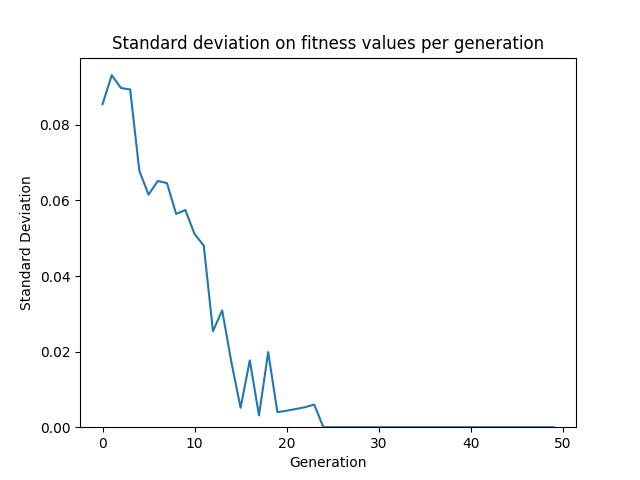 Standard deviation on fitness values per generation
Standard Deviation
0.08
0.06
0.04
0.02
0.00
0 10 20 30 40 50
Generation